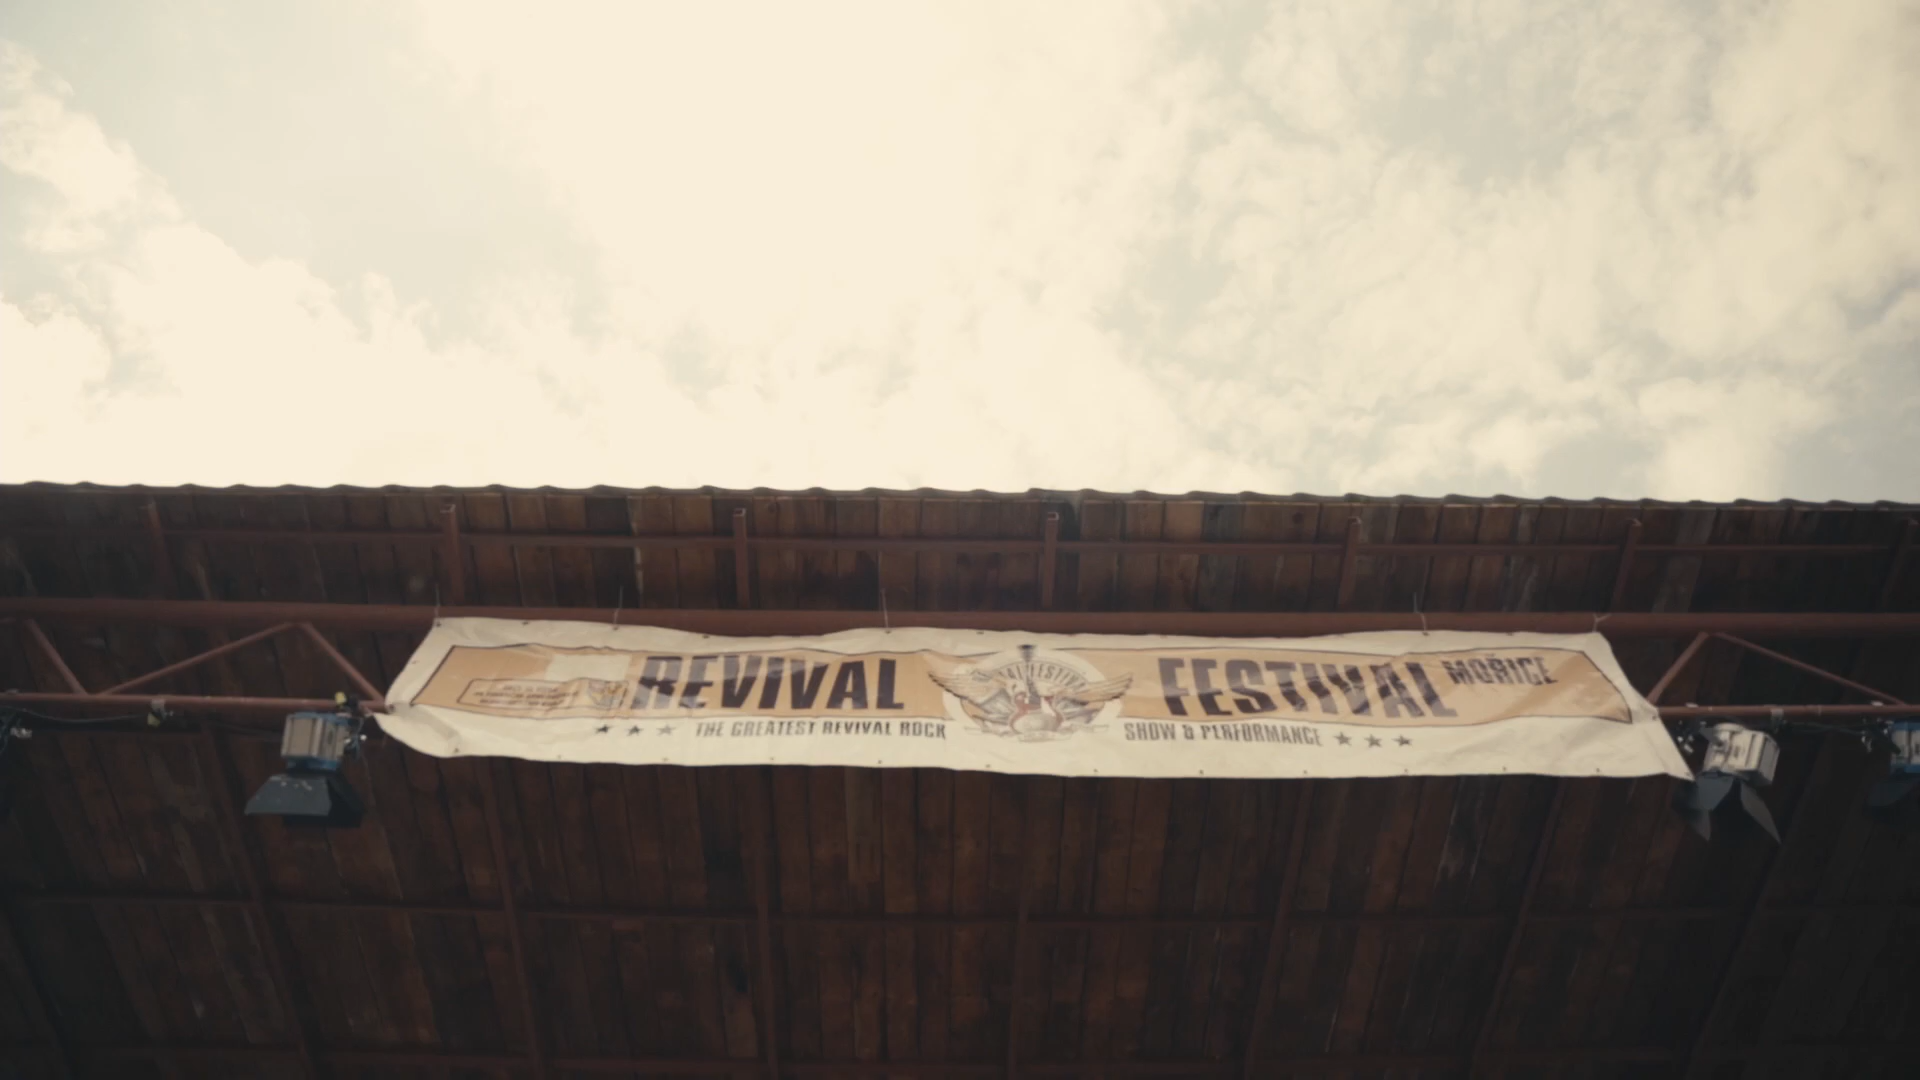 REVIVAL FESTIVAL MOŘICE
THE GREATEST REVIVAL ROCK SHOW & PERFORMANCE